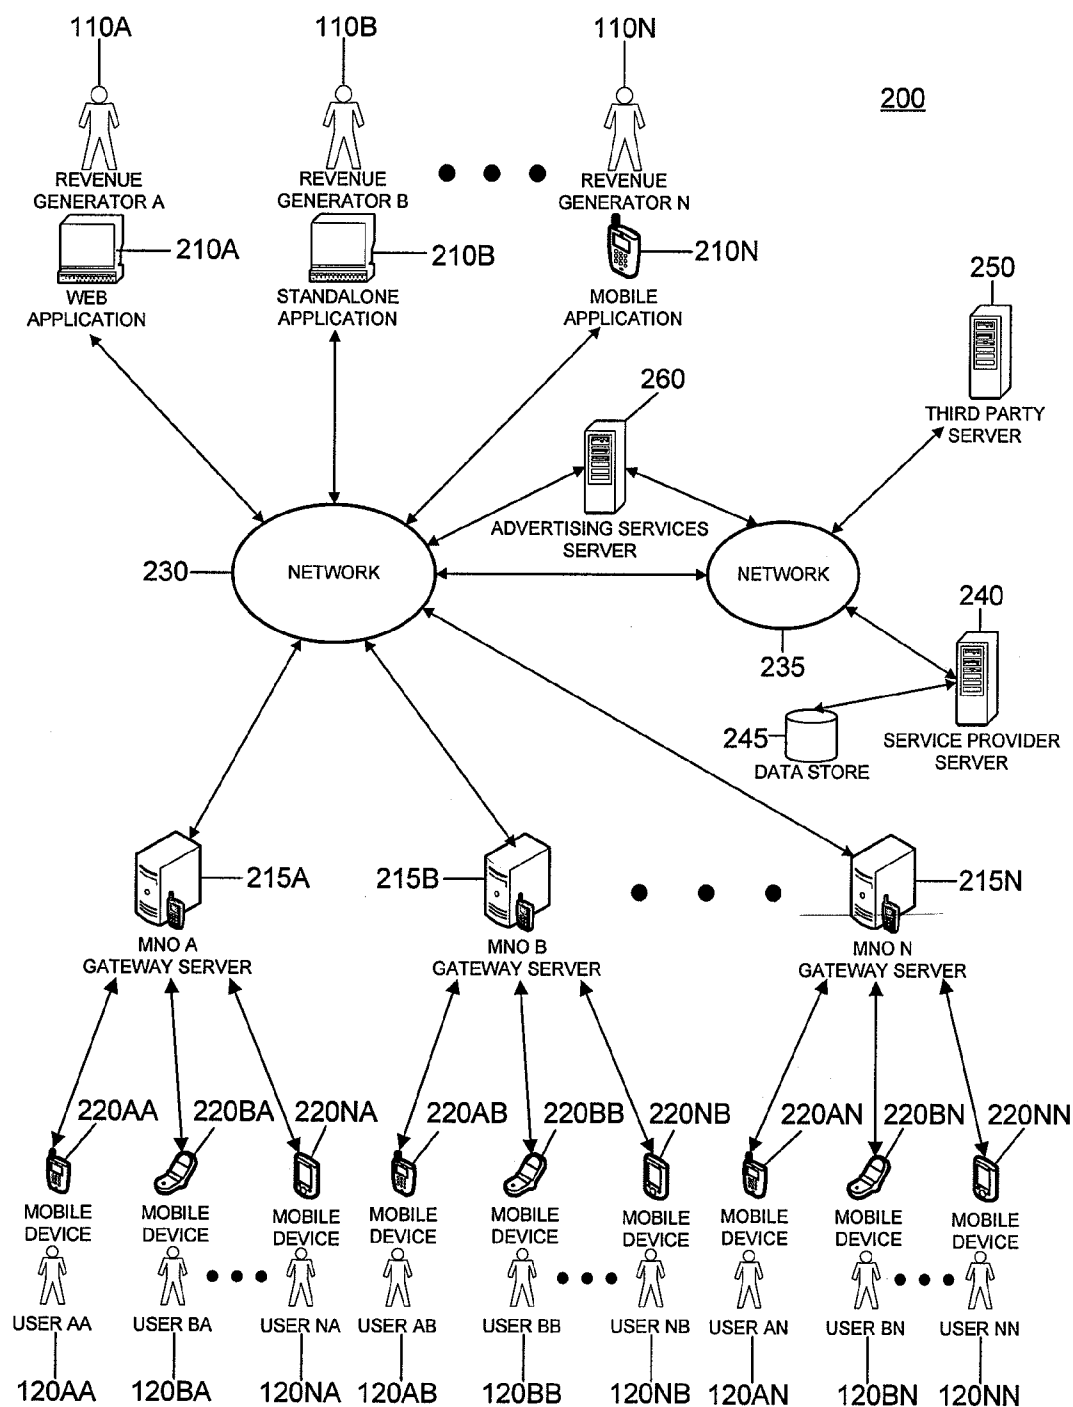 110A 110B 110N
200
REVENUE
GENERATOR A
REVENUE
GENERATOR B
REVENUE
GENERATOR N
210A
210B
210N
WEB
APPLICATION
STANDALONE
APPLICATION
MOBILE
APPLICATION
250
THIRD PARTY
SERVER
260
ADVERTISING SERVICES
SERVER
230
NETWORK
NETWORK
235
240
SERVICE PROVIDER
SERVER
245
DATA STORE
215A
215B
215N
MNO A
GATEWAY SERVER
MNO B
GATEWAY SERVER
MNO N
GATEWAY SERVER
220AA 220BA 220NA 220AB 220BB 220NB 220AN 220BN 220NN
MOBILE
DEVICE
MOBILE
DEVICE
MOBILE
DEVICE
MOBILE
DEVICE
MOBILE
DEVICE
MOBILE
DEVICE
MOBILE
DEVICE
MOBILE
DEVICE
MOBILE
DEVICE
USER AA USER BA USER NA USER AB USER BB USER NB USER AN USER BN USER NN
120AA 120BA 120NA 120AB 120BB 120NB 120AN 120BN 120NN